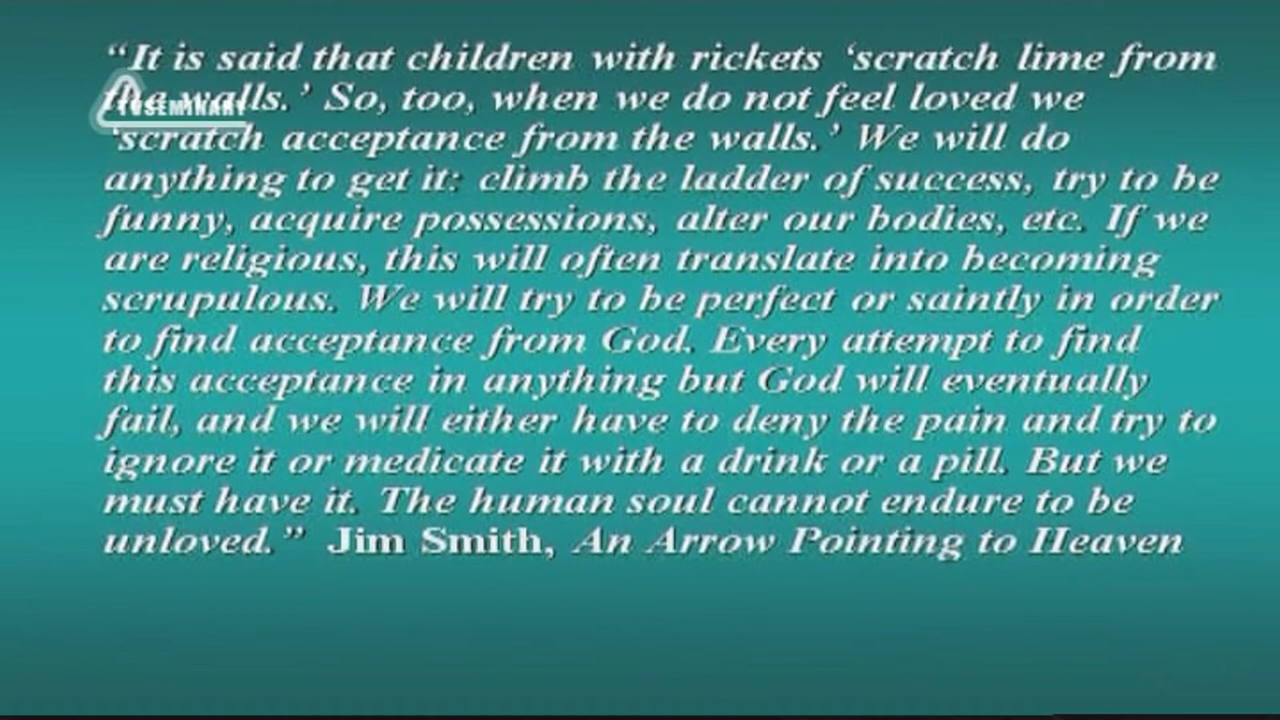 “It is said that children with rickets ‘scratch lime from
the walls.’ So, too, when we do not feel loved we
‘scratch acceptance from the walls.’ We will do
anything to get it: climb the ladder of success, try to be
funny, acquire possessions, alter our bodies, etc. If we
are religious, this will often translate into becoming
scrupulous. We will try to be perfect or saintly in order
to find acceptance from God. Every attempt to find
this acceptance in anything but God will eventually
fail, and we will either have to deny the pain and try to
ignore it or medicate it with a drink or a pill. But we
must have it. The human soul cannot endure to be
unloved.” Jim Smith, An Arrow Pointing to Heaven
TVSEMINARY